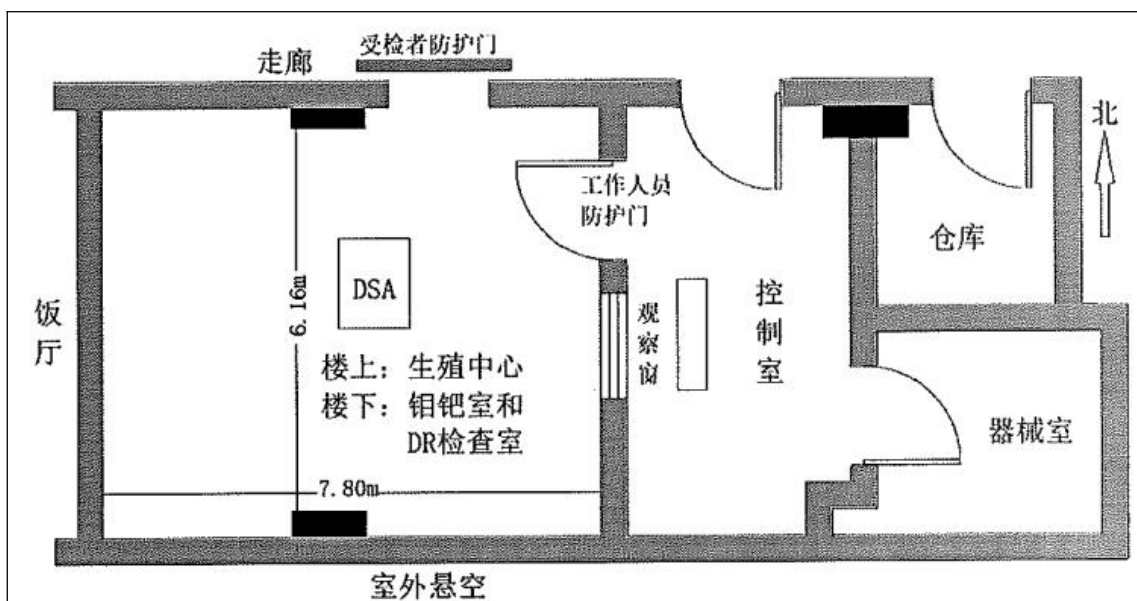 受检者防护门
走廊
北
工作人员
防护门
仓库
DSA
6.16m
饭厅
观察窗
控制室
楼上：生殖中心
楼下：钼钯室和
DR检查室
器械室
7.80m
室外悬空